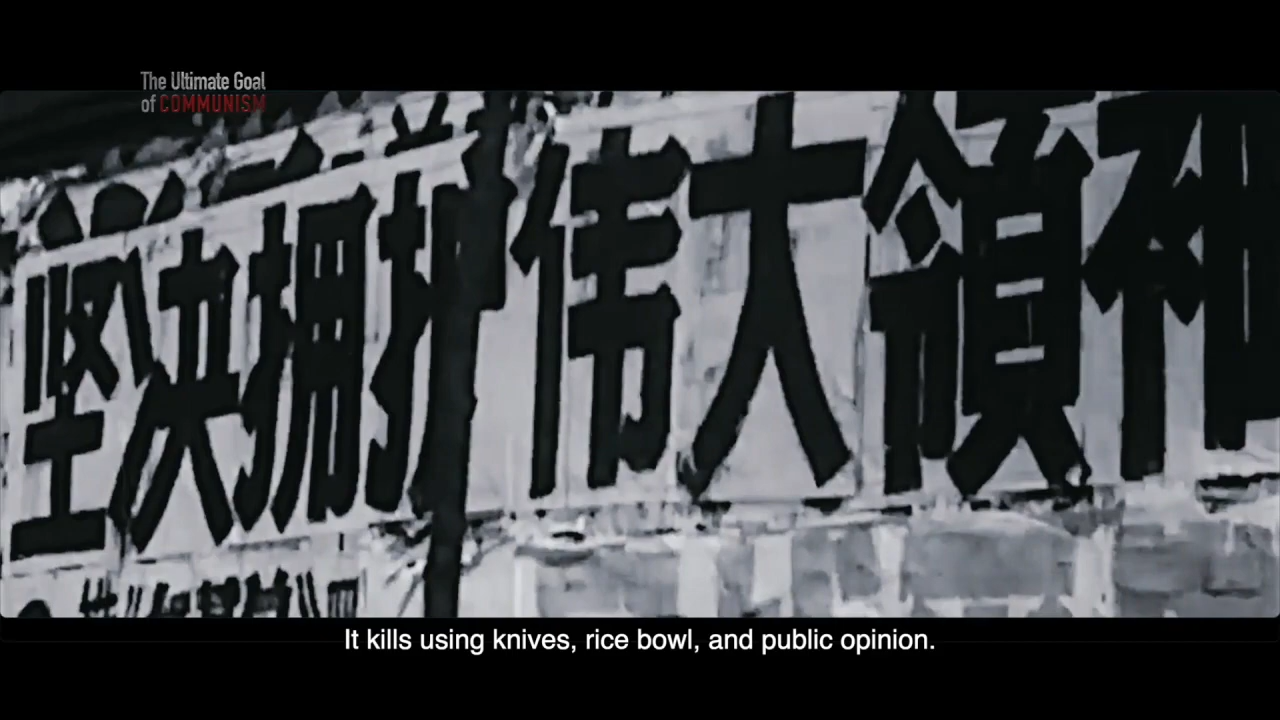 The Ultimate Goal
of COMMUNISM
坚决拥护伟大領袖
It kills using knives, rice bowl, and public opinion.